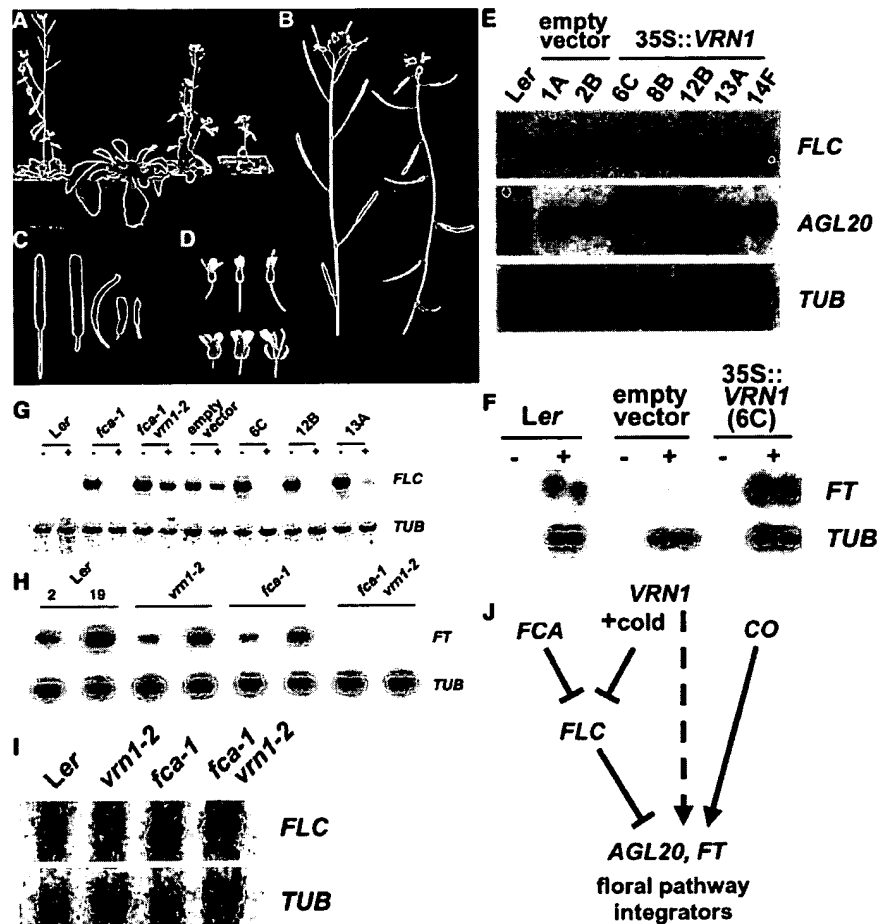 A
B
C
D
E
empty vector
35S::VRN1
Ler 1A 2B 6C 8B 12B 13A 14F
FLC
AGL20
TUB
G
Ler fca-1 fca-1 vrn1-2 empty vector 6C 12B 13A
- + - + - + - + - + - + - +
FLC
TUB
F
Ler empty vector 35S::VRN1 (6C)
- + - + - +
FT
TUB
H
Ler vrn1-2 fca-1 fca-1 vrn1-2
2 19
FT
TUB
I
Ler vrn1-2 fca-1 fca-1 vrn1-2
FLC
TUB
J
VRN1
FCA +cold CO
FLC
AGL20, FT
floral pathway
integrators